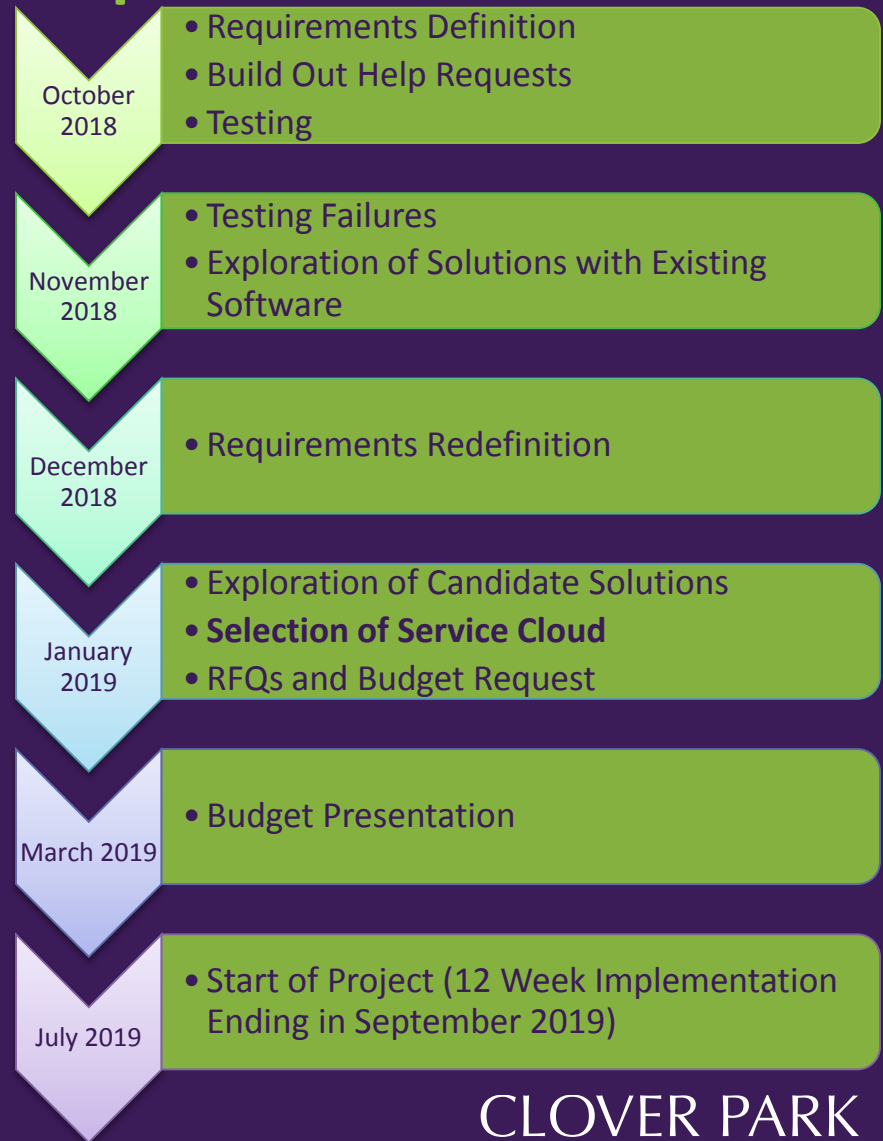 October
2018
• Requirements Definition
• Build Out Help Requests
• Testing
November
2018
• Testing Failures
• Exploration of Solutions with Existing
Software
December
2018
• Requirements Redefinition
January
2019
• Exploration of Candidate Solutions
• Selection of Service Cloud
• RFQs and Budget Request
March 2019
• Budget Presentation
July 2019
• Start of Project (12 Week Implementation
Ending in September 2019)
CLOVER PARK